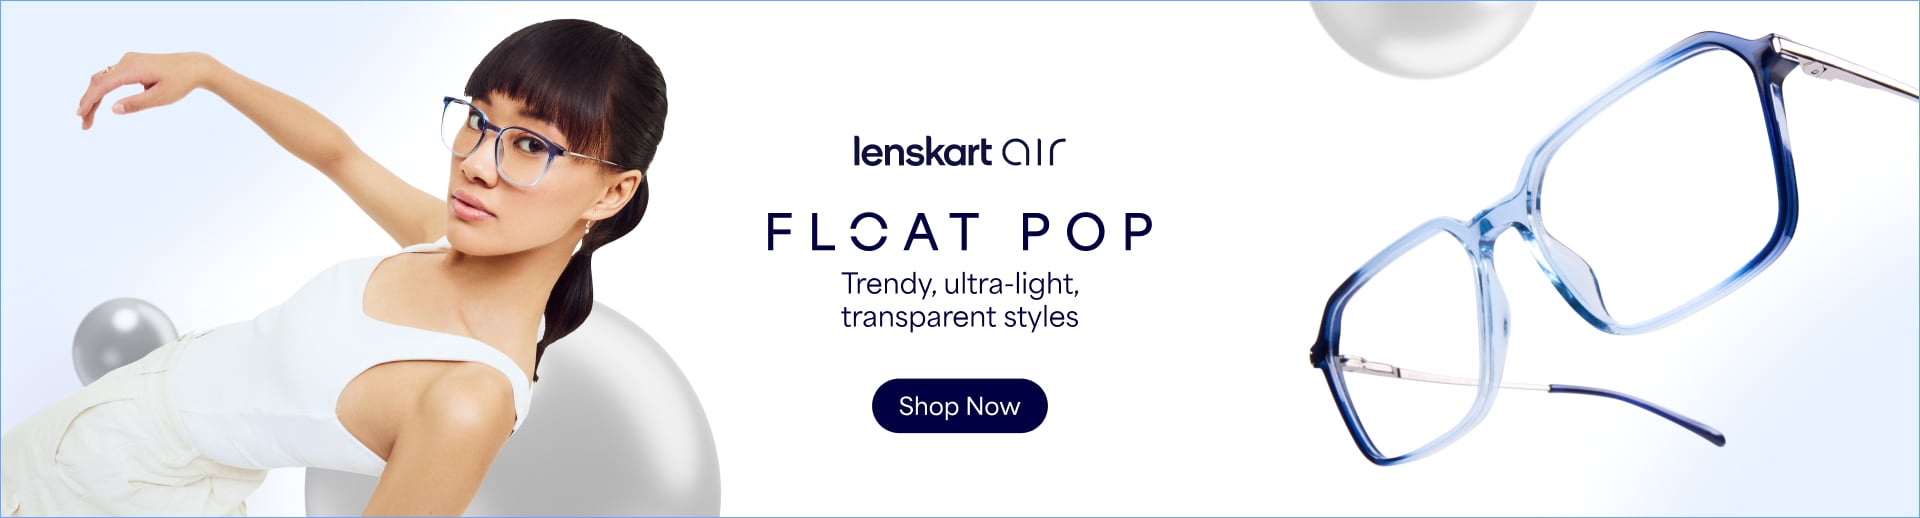 lenskart air
FLOAT POP
Trendy, ultra-light,
transparent styles
Shop Now